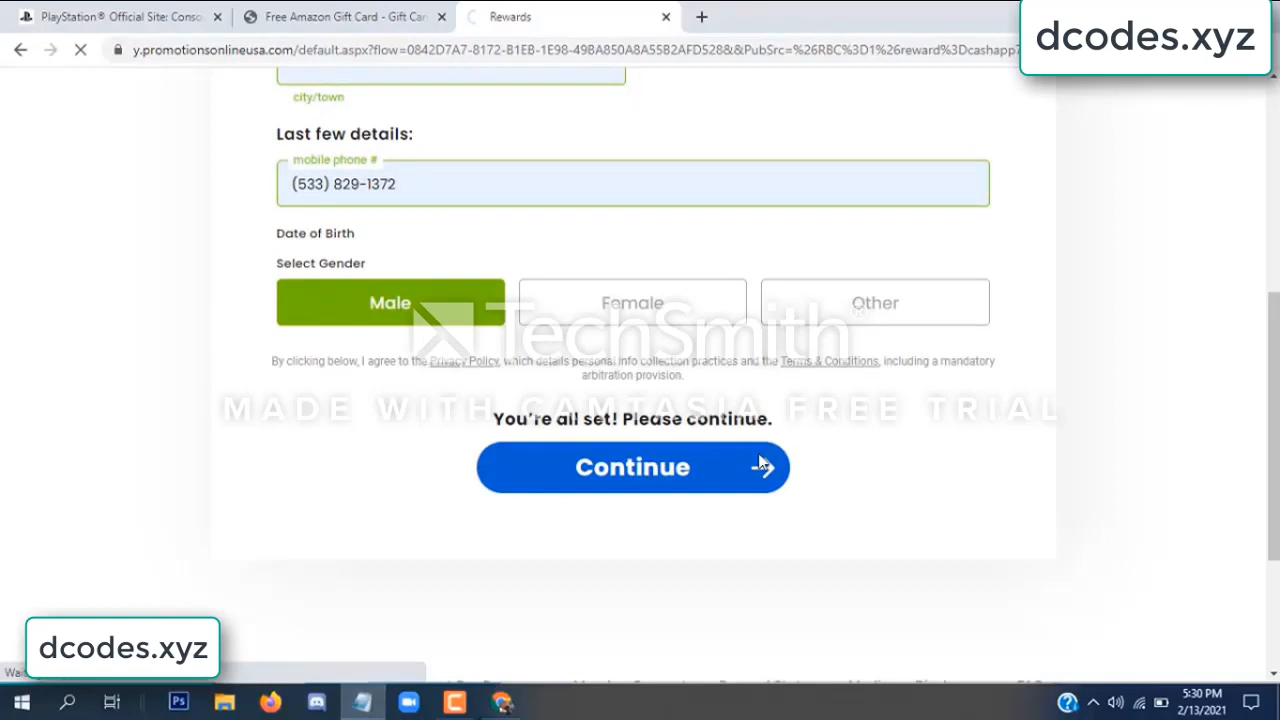 PlayStation® Official Site: Conso
Free Amazon Gift Card - Gift Car
Rewards
y.promotionsonlineusa.com/default.aspx?flow=0842D7A7-8172-B1EB-1E98-49BA850A8A55B2AFD528&&PubSrc=%26RBC%3D1%26reward%3Dcashapp7
dcodes.xyz
city/town
Last few details:
mobile phone #
(533) 829-1372
Date of Birth
Select Gender
Male
Female
Other
TechSmith
By clicking below, I agree to the Privacy Policy, which details personal info collection practices and the Terms & Conditions, including a mandatory
arbitration provision.
MADE WITH CAMTASIA FREE TRIAL
You're all set! Please continue.
Continue
dcodes.xyz
Ps
5:30 PM
2/13/2021